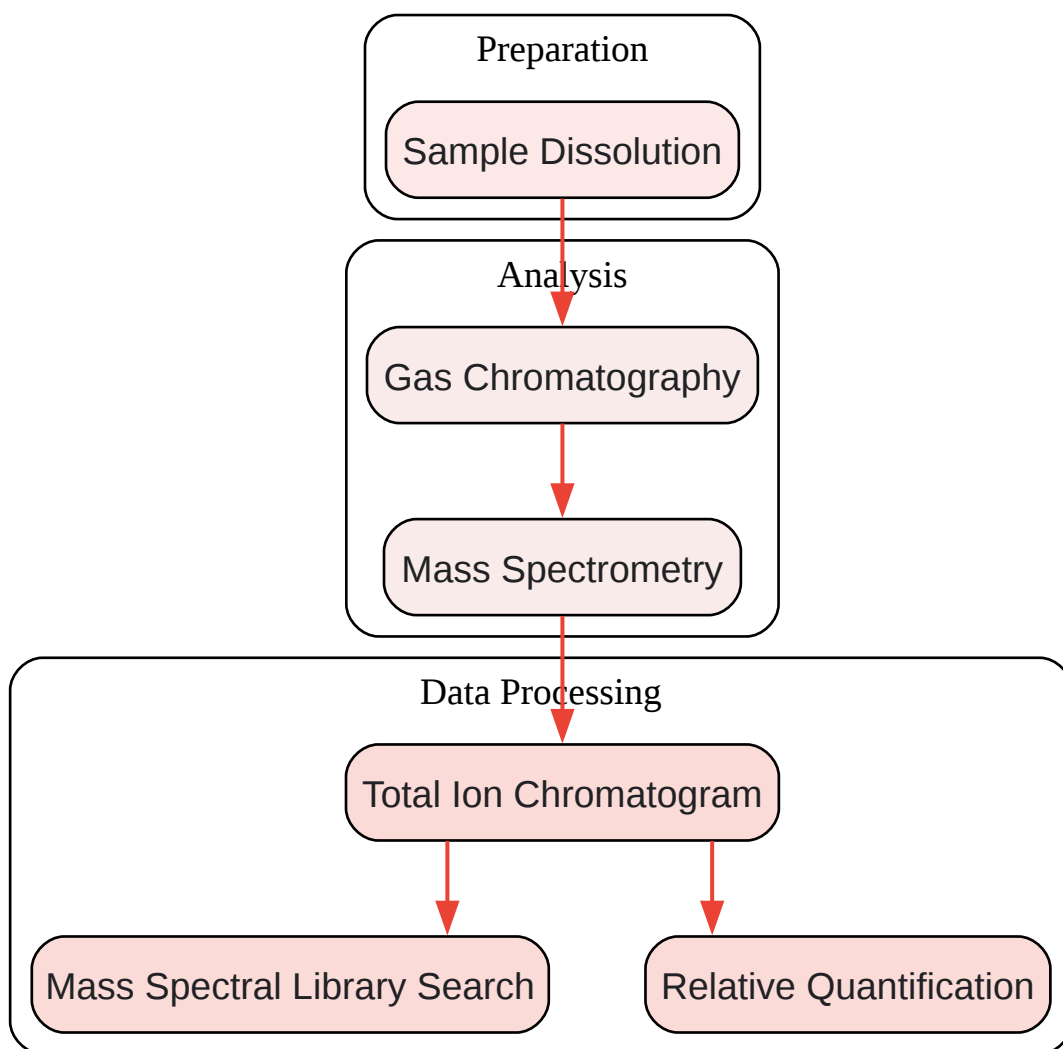 Preparation
Sample Dissolution
Analysis
Gas Chromatography
Mass Spectrometry
Data Processing
Total Ion Chromatogram
Mass Spectral Library Search
Relative Quantification